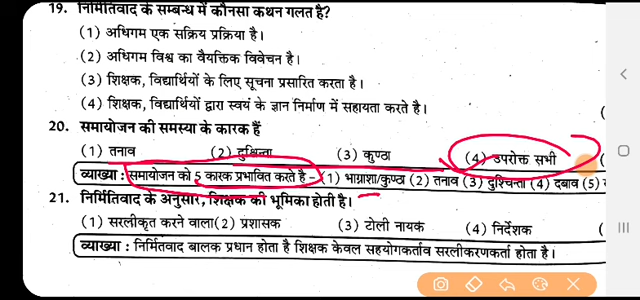 19. निर्मितिवाद के सम्बन्ध में कौनसा कथन गलत है?
(1) अधिगम एक सक्रिय प्रक्रिया है।
(2) अधिगम विश्व का वैयक्तिक विवेचन है।
(3) शिक्षक, विद्यार्थियों के लिए सूचना प्रसारित करता है।
(4) शिक्षक, विद्यार्थियों द्वारा स्वयं के ज्ञान निर्माण में सहायता करते है।
20. समायोजन की समस्या के कारक हैं
(1) तनाव (2) दुश्चिन्ता (3) कुण्ठा (4) उपरोक्त सभी
व्याख्या : समायोजन को 5 कारक प्रभावित करते है – (1) भाग्नाशा/कुण्ठा (2) तनाव (3) दुश्चिन्ता (4) दबाव (5)
21. निर्मितिवाद के अनुसार, शिक्षक की भूमिका होती है।
(1) सरलीकृत करने वाला (2) प्रशासक (3) टोली नायक (4) निर्देशक
व्याख्या : निर्मितवाद बालक प्रधान होता है शिक्षक केवल सहयोगकर्ताव सरलीकरणकर्ता होता है।